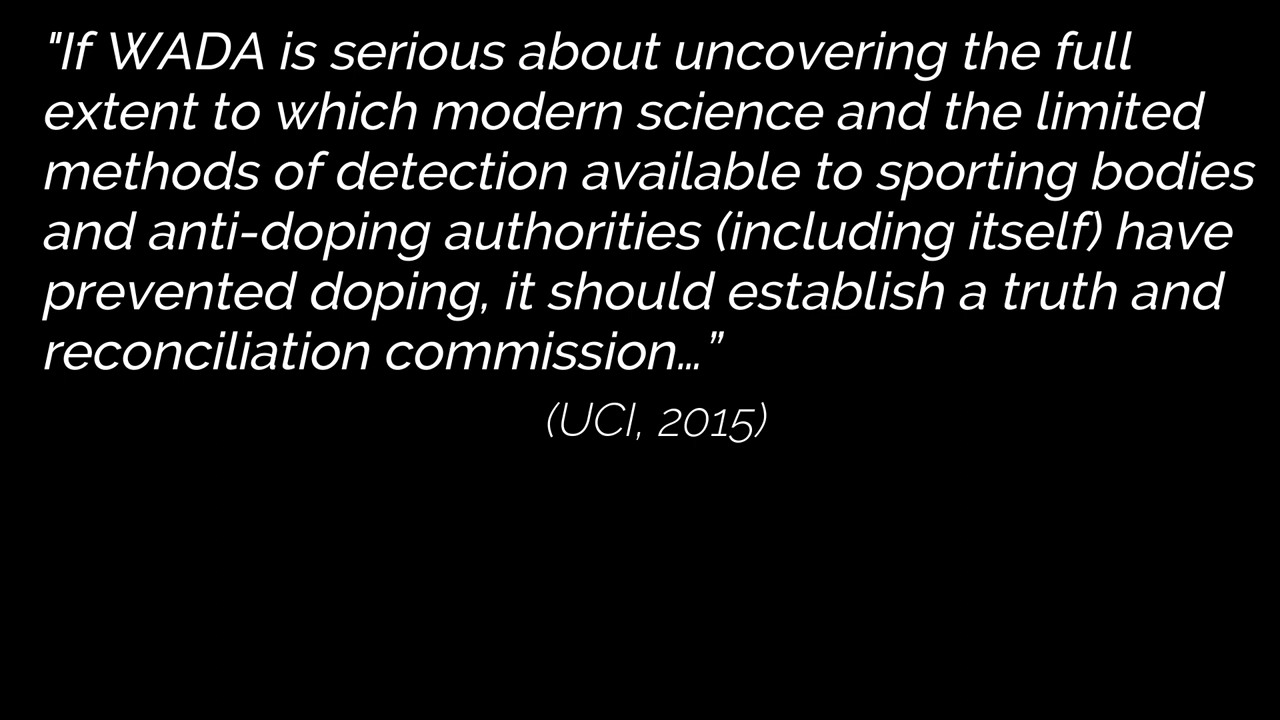 "If WADA is serious about uncovering the full
extent to which modern science and the limited
methods of detection available to sporting bodies
and anti-doping authorities (including itself) have
prevented doping, it should establish a truth and
reconciliation commission…”
(UCI, 2015)